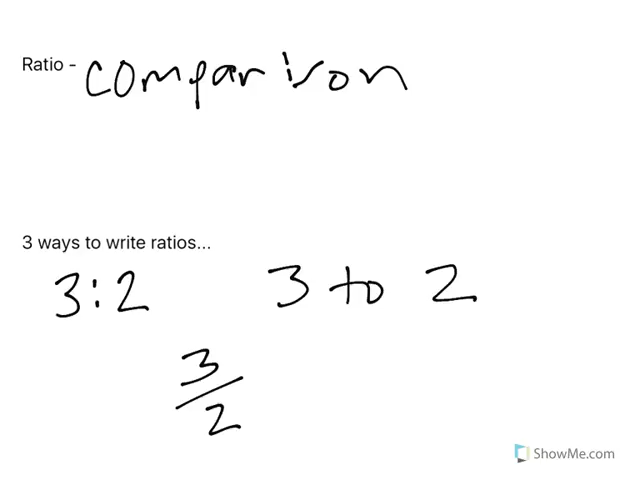 Ratio - comparison
3 ways to write ratios...
3:2 3 to 2
3
2
ShowMe.com